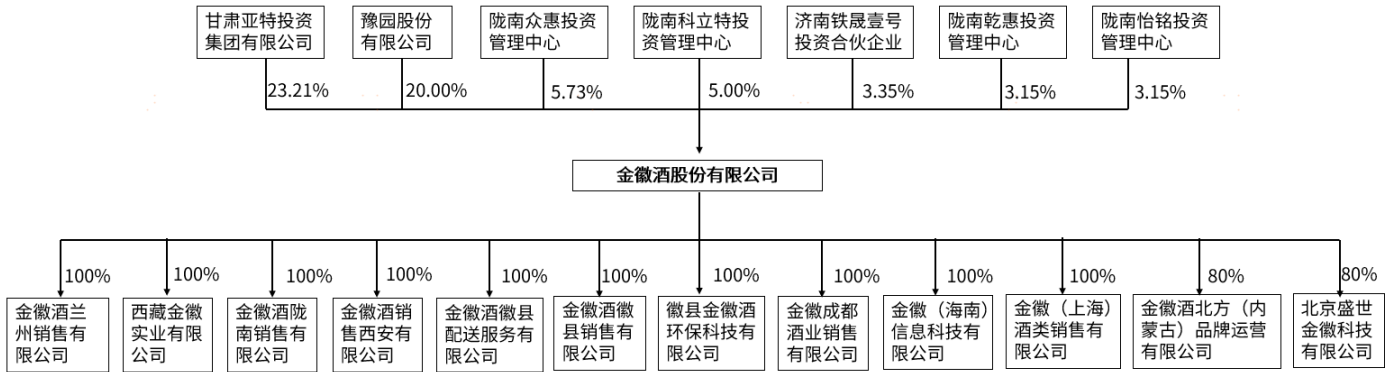 甘肃亚特投资
集团有限公司
豫园股份
有限公司
陇南众惠投资
管理中心
陇南科立特投
资管理中心
济南铁晟壹号
投资合伙企业
陇南乾惠投资
管理中心
陇南怡铭投资
管理中心
23.21%
20.00%
5.73%
5.00%
3.35%
3.15%
3.15%
金徽酒股份有限公司
100%
100%
100%
100%
100%
100%
100%
100%
100%
100%
80%
80%
金徽酒兰
州销售有
限公司
西藏金徽
实业有限
公司
金徽酒陇
南销售有
限公司
金徽酒销
售西安有
限公司
金徽酒徽县
配送服务有
限公司
金徽酒徽
县销售有
限公司
徽县金徽酒
环保科技有
限公司
金徽成都
酒业销售
有限公司
金徽（海南）
信息科技有
限公司
金徽（上海）
酒类销售有
限公司
金徽酒北方（内
蒙古）品牌运营
有限公司
北京盛世
金徽科技
有限公司